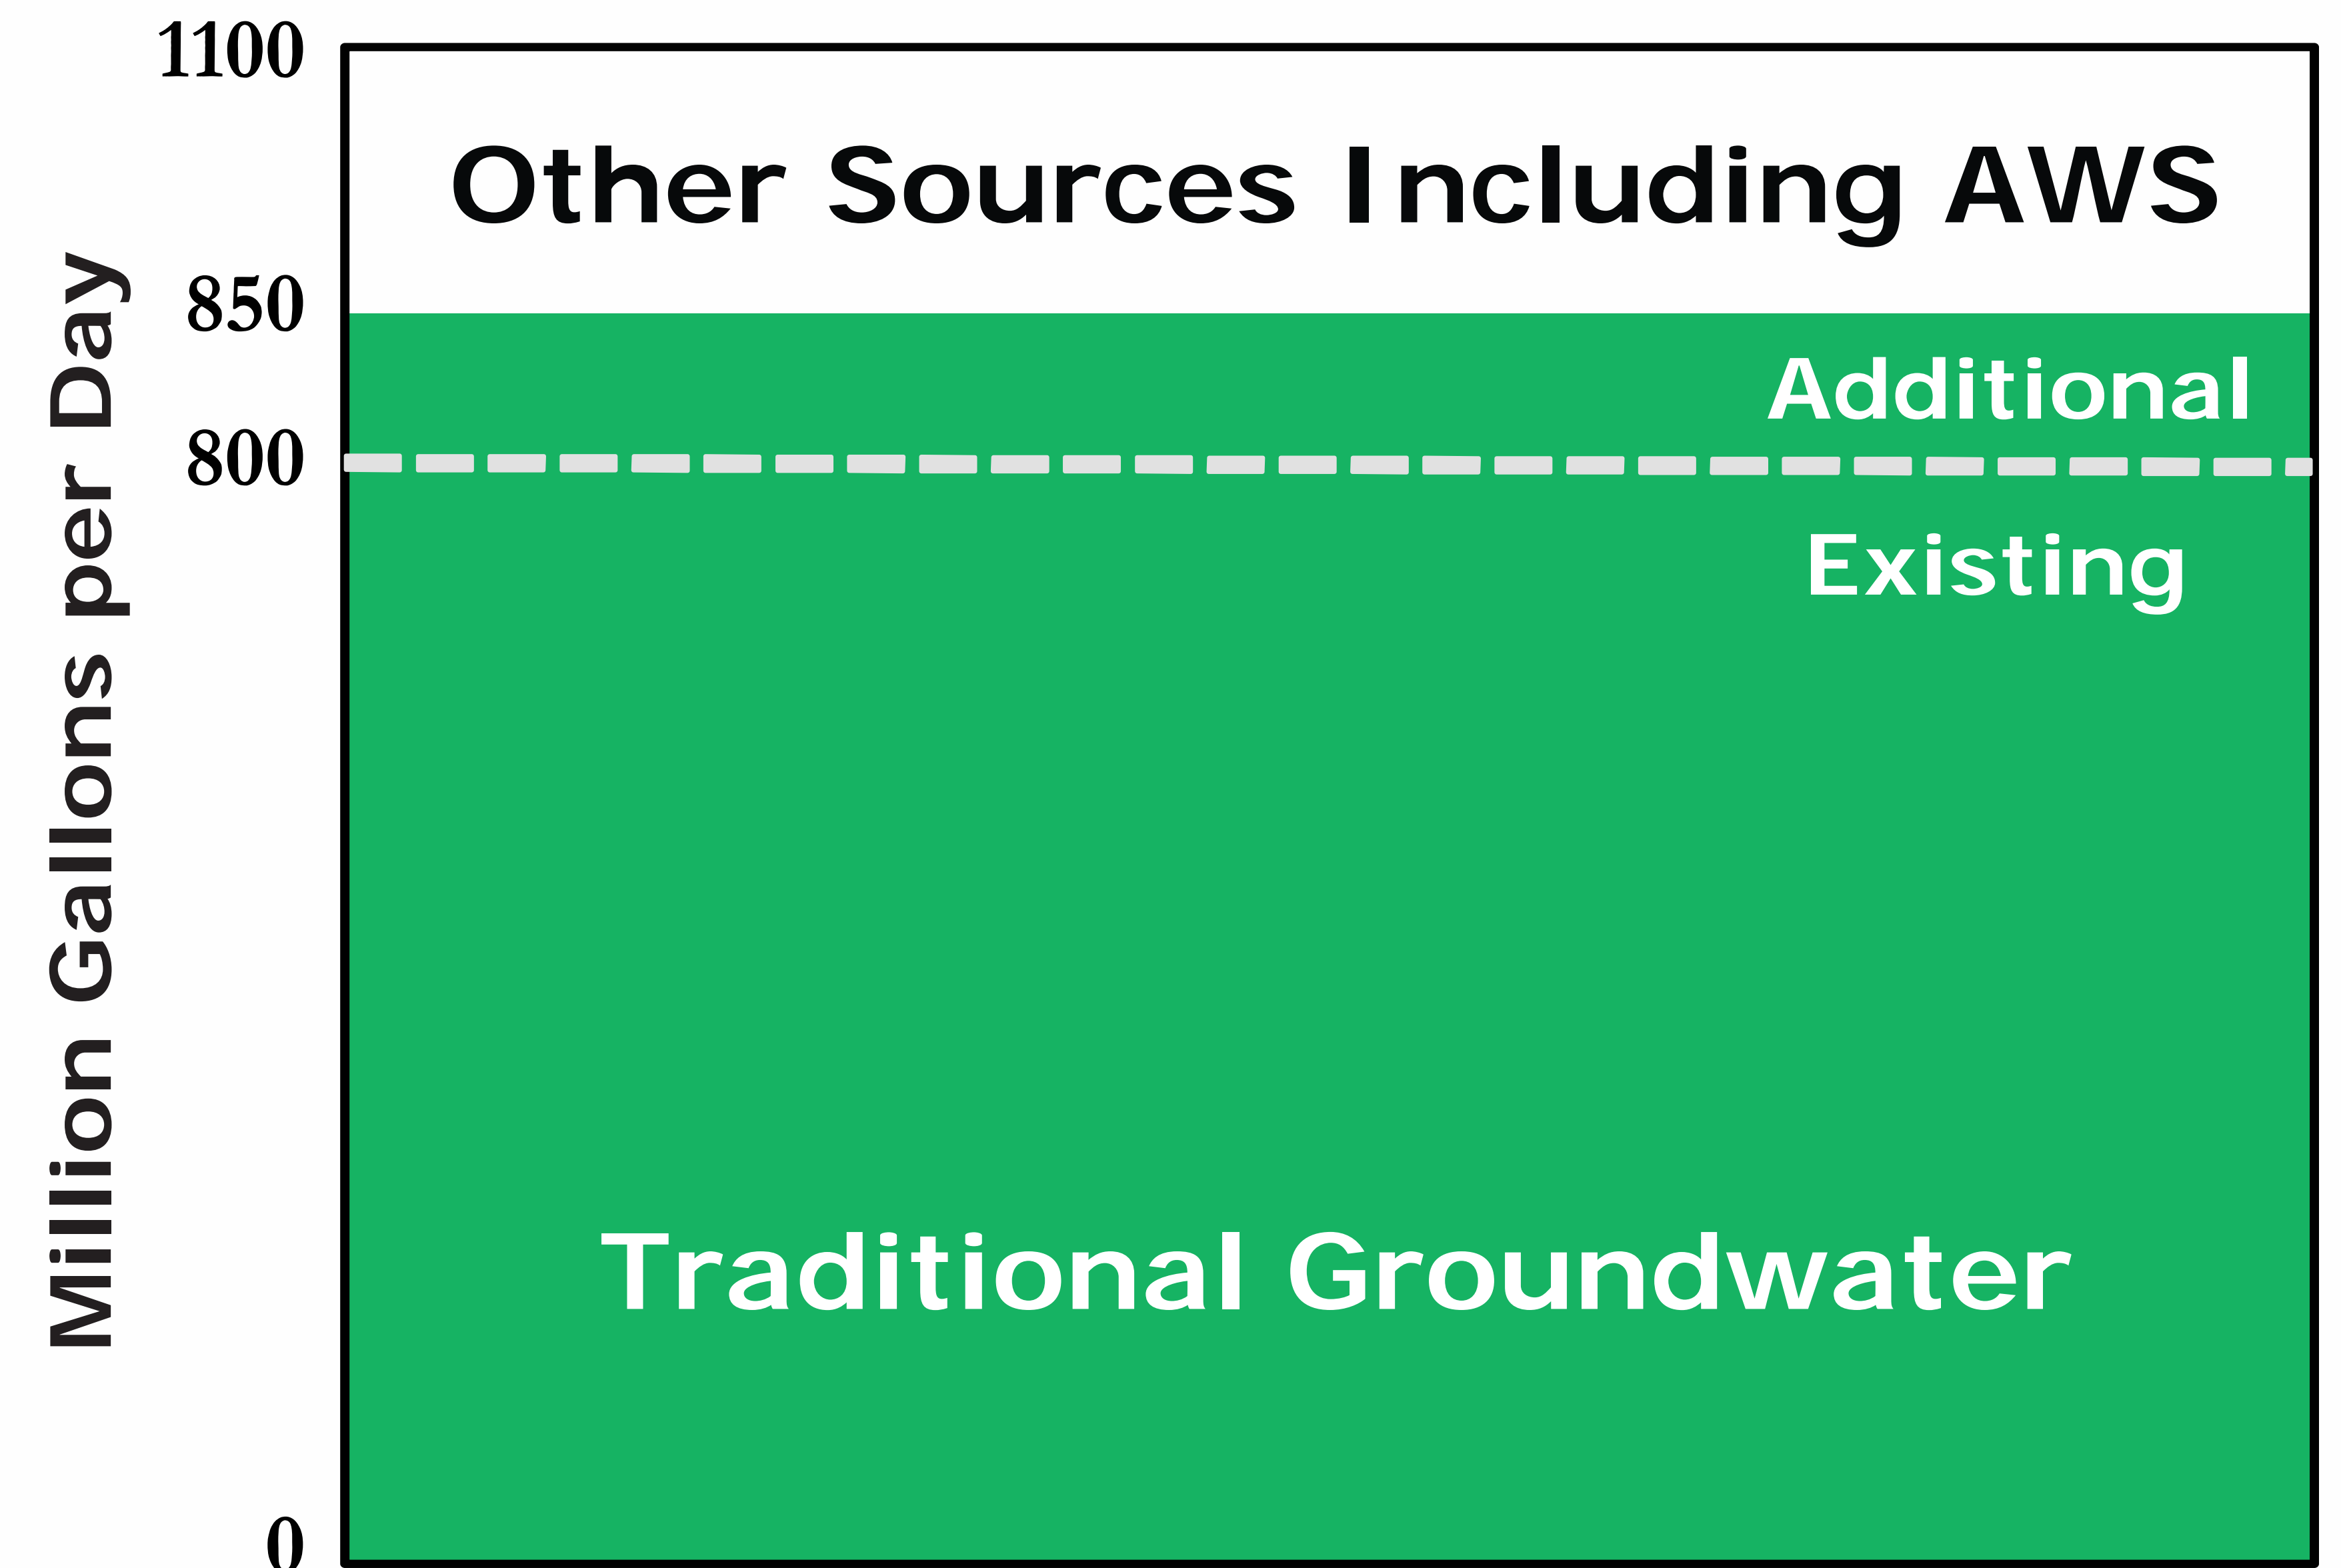 1100
Other Sources Including AWS
850
Additional
800
Existing
Million Gallons per Day
Traditional Groundwater
0